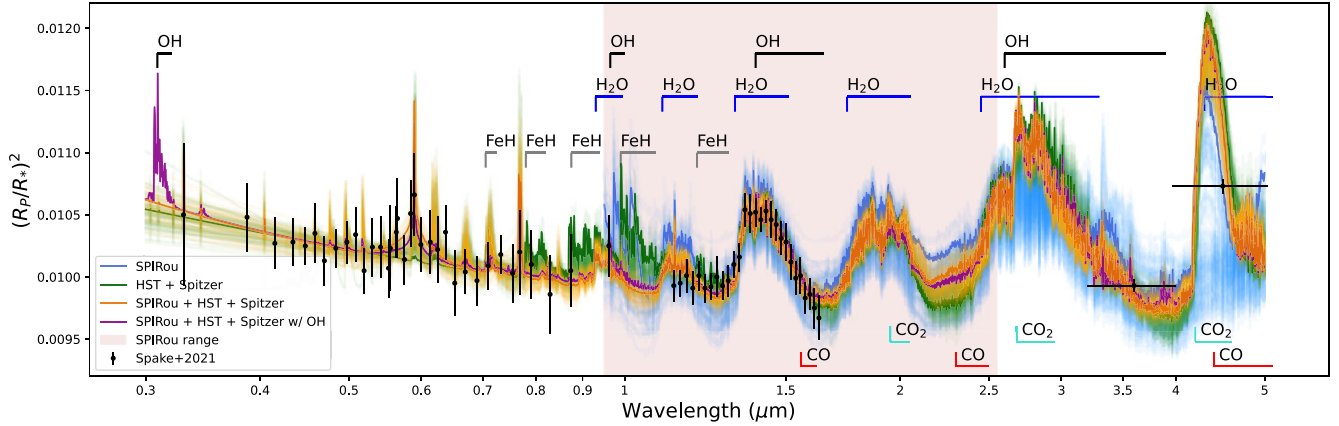 0.0120
0.0115
0.0110
0.0105
0.0100
0.0095
(R_P/R_*)²
OH OH OH OH
H₂O H₂O H₂O H₂O H₂O
FeH FeH FeH FeH FeH
SPIRou
HST + Spitzer
SPIRou + HST + Spitzer
SPIRou + HST + Spitzer w/ OH
SPIRou range
Spake+2021
CO₂ CO₂ CO₂
CO CO CO
0.3 0.4 0.5 0.6 0.7 0.8 0.9 1 1.5 2 2.5 3 3.5 4 5
Wavelength (μm)